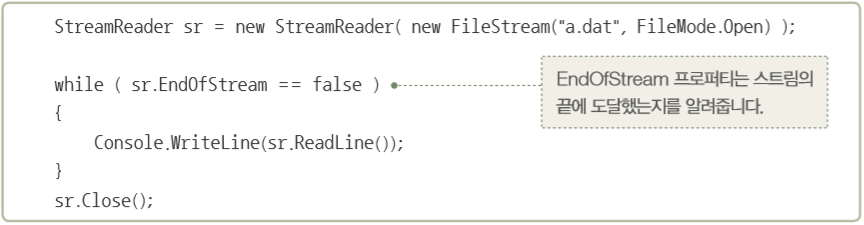 StreamReader sr = new StreamReader( new FileStream("a.dat", FileMode.Open) );
while ( sr.EndOfStream == false )
EndOfStream 프로퍼티는 스트림의
끝에 도달했는지를 알려줍니다.
{
Console.WriteLine(sr.ReadLine());
}
sr.Close();